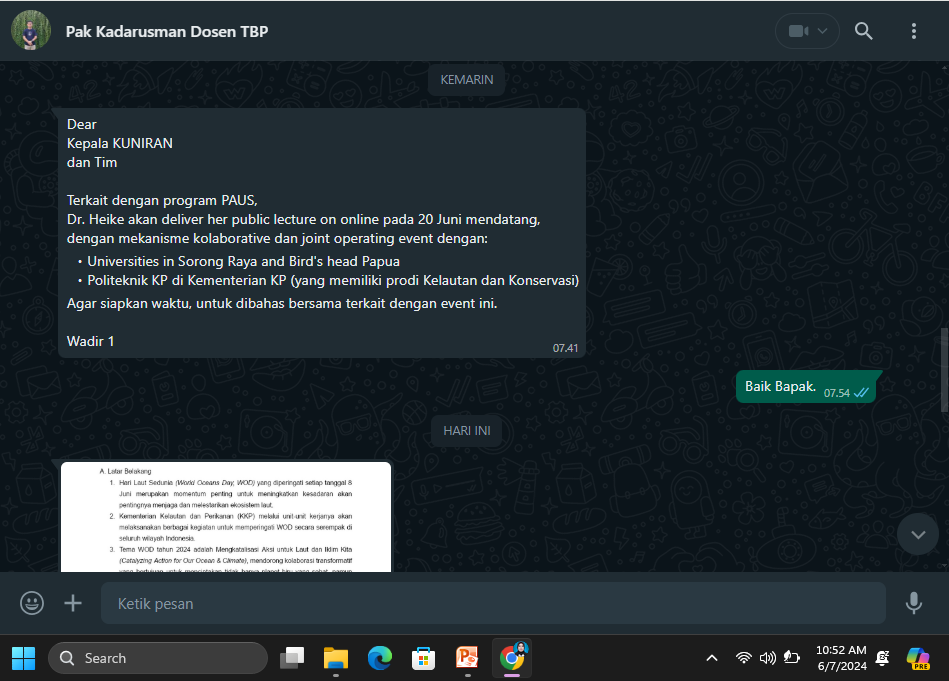 Pak Kadarusman Dosen TBP
KEMARIN
Dear
Kepala KUNIRAN
dan Tim
Terkait dengan program PAUS,
Dr. Heike akan deliver her public lecture on online pada 20 Juni mendatang,
dengan mekanisme kolaborative dan joint operating event dengan:
• Universities in Sorong Raya and Bird's head Papua
• Politeknik KP di Kementerian KP (yang memiliki prodi Kelautan dan Konservasi)
Agar siapkan waktu, untuk dibahas bersama terkait dengan event ini.
Wadir 1
07.41
Baik Bapak.
07.54
HARI INI
A. Latar Belakang
1. Hari Laut Sedunia (World Oceans Day, WOD) yang diperingati setiap tanggal 8
Juni merupakan momentum penting untuk meningkatkan kesadaran akan
pentingnya menjaga dan melestarikan ekosistem laut.
2. Kementerian Kelautan dan Perikanan (KKP) melalui unit-unit kerjanya akan
melaksanakan berbagai kegiatan untuk memperingati WOD secara serempak di
seluruh wilayah Indonesia.
3. Tema WOD tahun 2024 adalah Mengkatalisasi Aksi untuk Laut dan Iklim Kita
(Catalyzing Action for Our Ocean & Climate), mendorong kolaborasi transformatif
Ketik pesan
Search
10:52 AM
6/7/2024
PRE